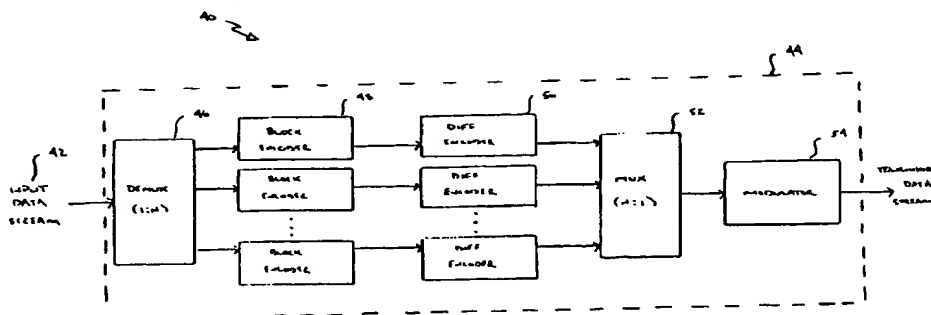 40
44
46
48
50
52
54
42
INPUT
DATA
STREAM
DEMUX
(1:N)
BLOCK
ENCODER
BLOCK
ENCODER
BLOCK
ENCODER
DIFF
ENCODER
DIFF
ENCODER
DIFF
ENCODER
MUX
(N:1)
MODULATOR
DATA
STREAM